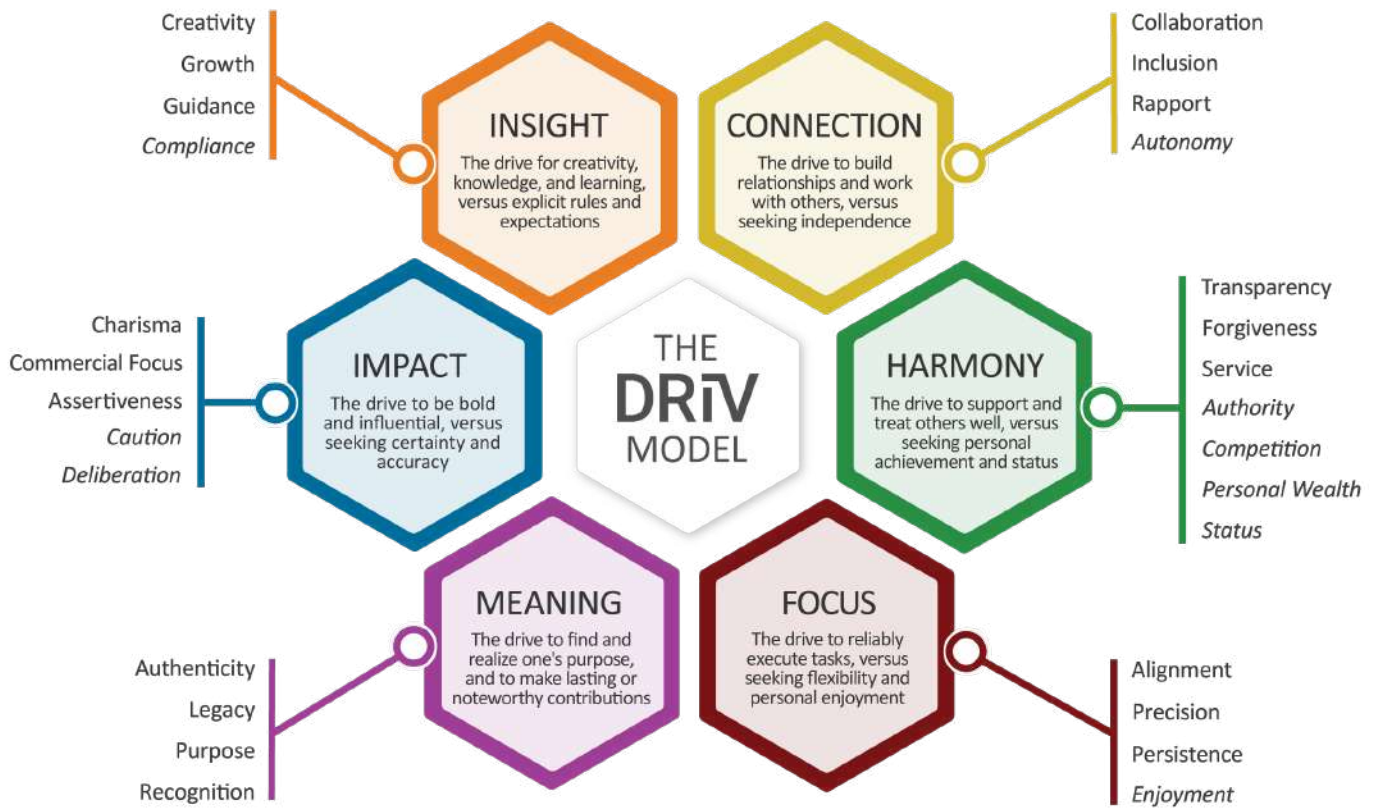 Creativity
Growth
Guidance
Compliance
INSIGHT
The drive for creativity,
knowledge, and learning,
versus explicit rules and
expectations
CONNECTION
The drive to build
relationships and work
with others, versus
seeking independence
Collaboration
Inclusion
Rapport
Autonomy
Charisma
Commercial Focus
Assertiveness
Caution
Deliberation
IMPACT
The drive to be bold
and influential, versus
seeking certainty and
accuracy
THE
DRiV
MODEL
HARMONY
The drive to support and
treat others well, versus
seeking personal
achievement and status
Transparency
Forgiveness
Service
Authority
Competition
Personal Wealth
Status
Authenticity
Legacy
Purpose
Recognition
MEANING
The drive to find and
realize one's purpose,
and to make lasting or
noteworthy contributions
FOCUS
The drive to reliably
execute tasks, versus
seeking flexibility and
personal enjoyment
Alignment
Precision
Persistence
Enjoyment